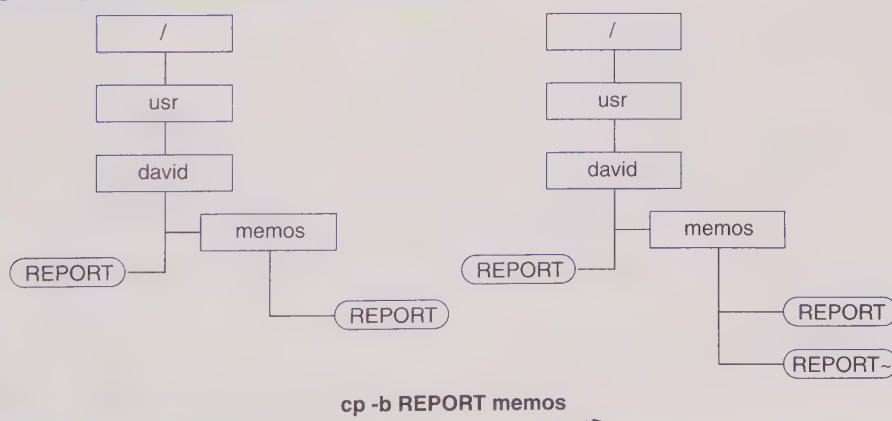 /
usr
david
memos
REPORT
REPORT
/
usr
david
memos
REPORT
REPORT
REPORT~
cp -b REPORT memos